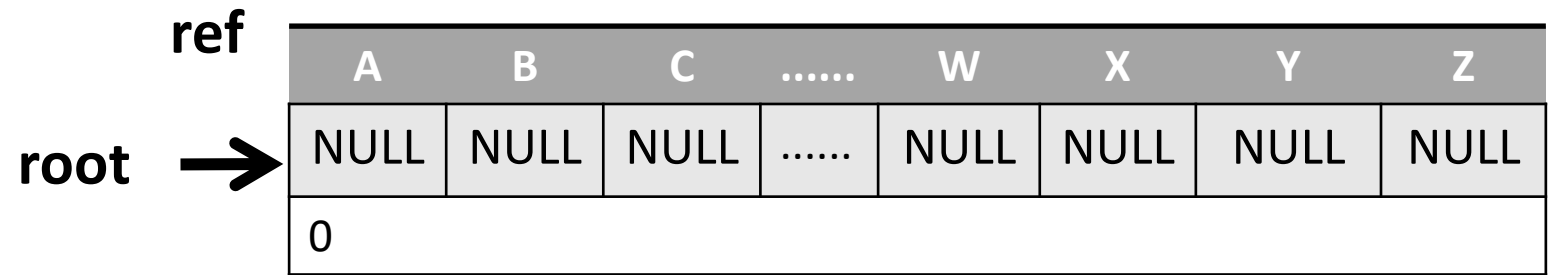 ref
A B C ...... W X Y Z
root NULL NULL NULL ...... NULL NULL NULL NULL
0